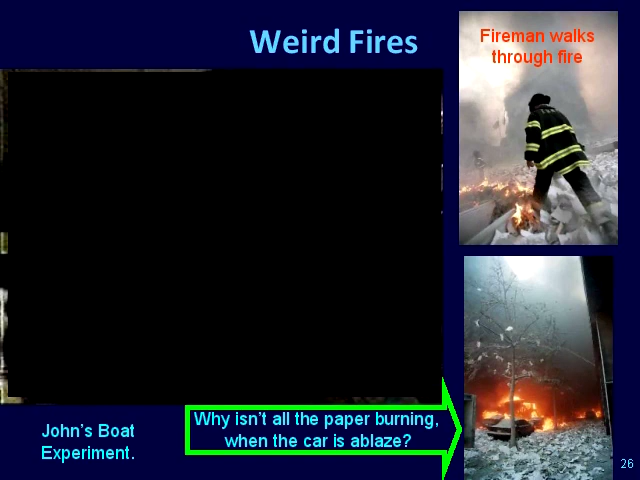 Weird Fires
Fireman walks
through fire
John's Boat
Experiment.
Why isn't all the paper burning,
when the car is ablaze?
26